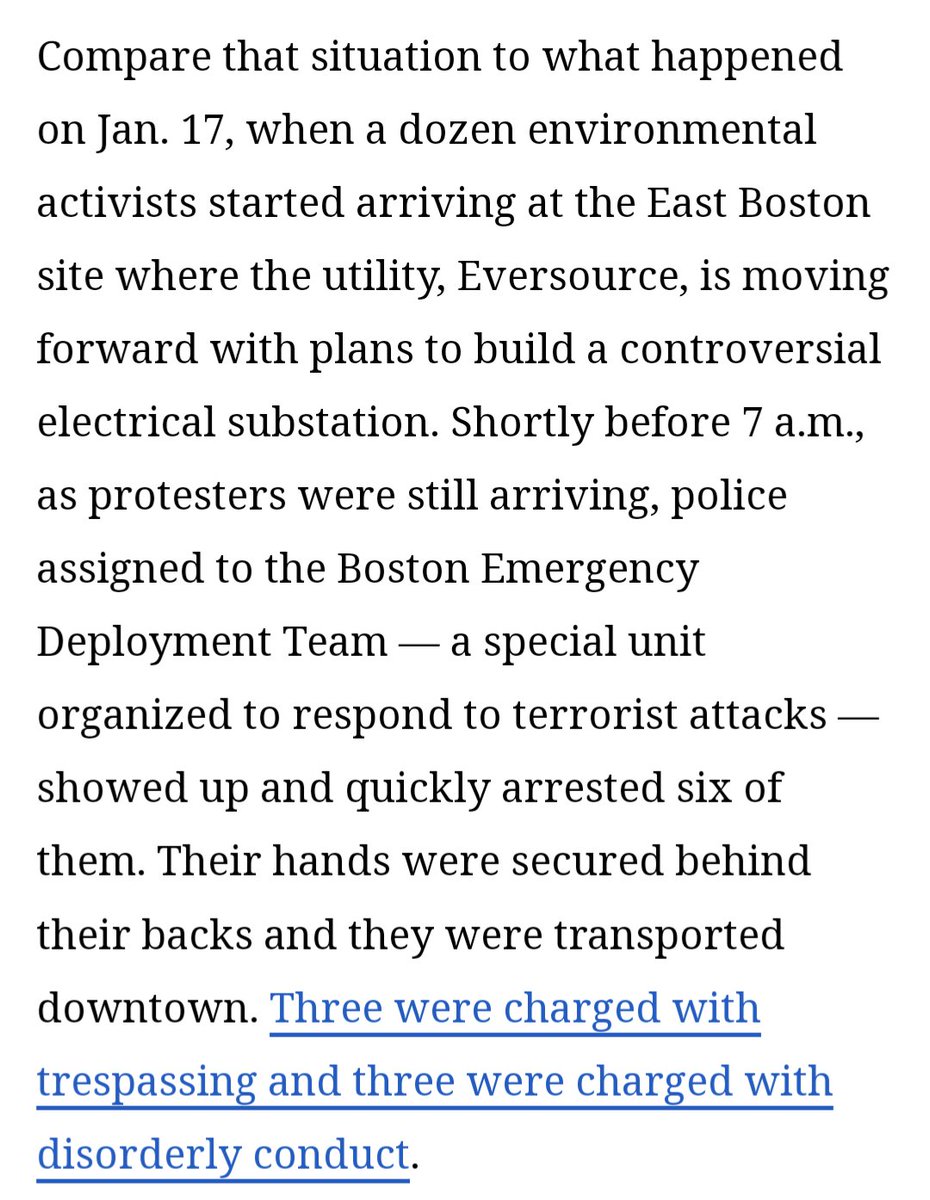 Compare that situation to what happened
on Jan. 17, when a dozen environmental
activists started arriving at the East Boston
site where the utility, Eversource, is moving
forward with plans to build a controversial
electrical substation. Shortly before 7 a.m.,
as protesters were still arriving, police
assigned to the Boston Emergency
Deployment Team — a special unit
organized to respond to terrorist attacks —
showed up and quickly arrested six of
them. Their hands were secured behind
their backs and they were transported
downtown. Three were charged with
trespassing and three were charged with
disorderly conduct.